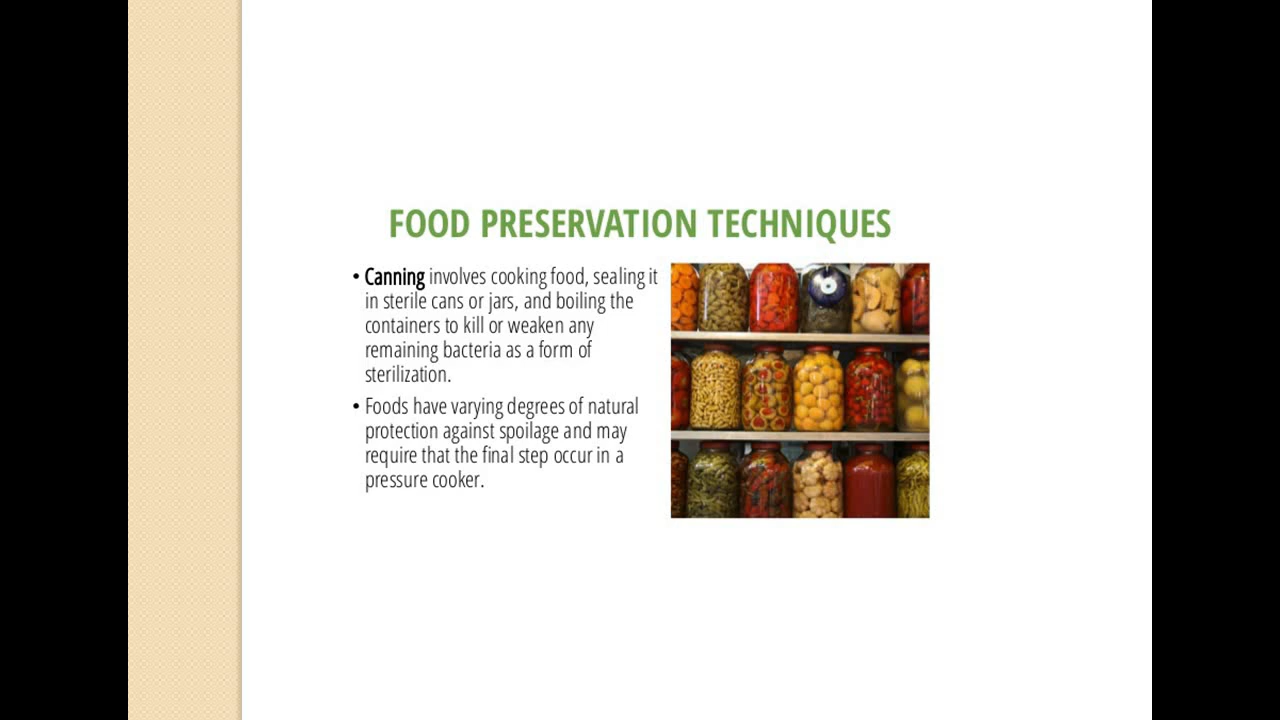 FOOD PRESERVATION TECHNIQUES
• Canning involves cooking food, sealing it
in sterile cans or jars, and boiling the
containers to kill or weaken any
remaining bacteria as a form of
sterilization.
• Foods have varying degrees of natural
protection against spoilage and may
require that the final step occur in a
pressure cooker.